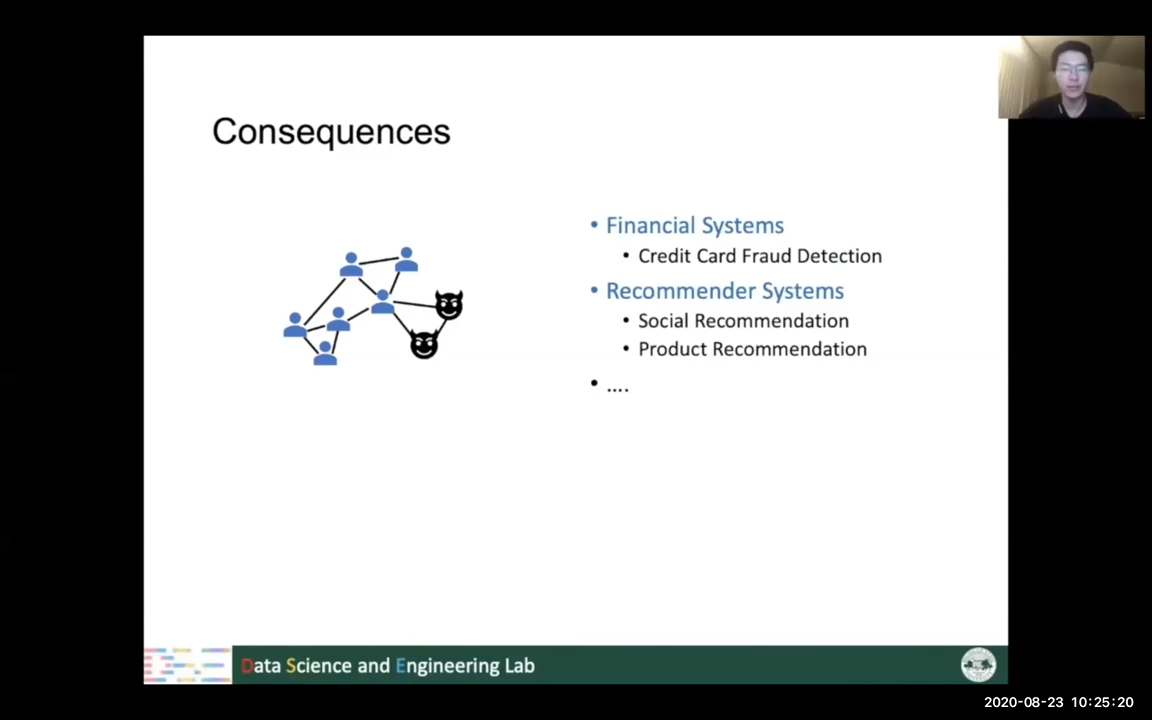 Consequences
• Financial Systems
• Credit Card Fraud Detection
• Recommender Systems
• Social Recommendation
• Product Recommendation
• ....
Data Science and Engineering Lab
2020-08-23 10:25:20